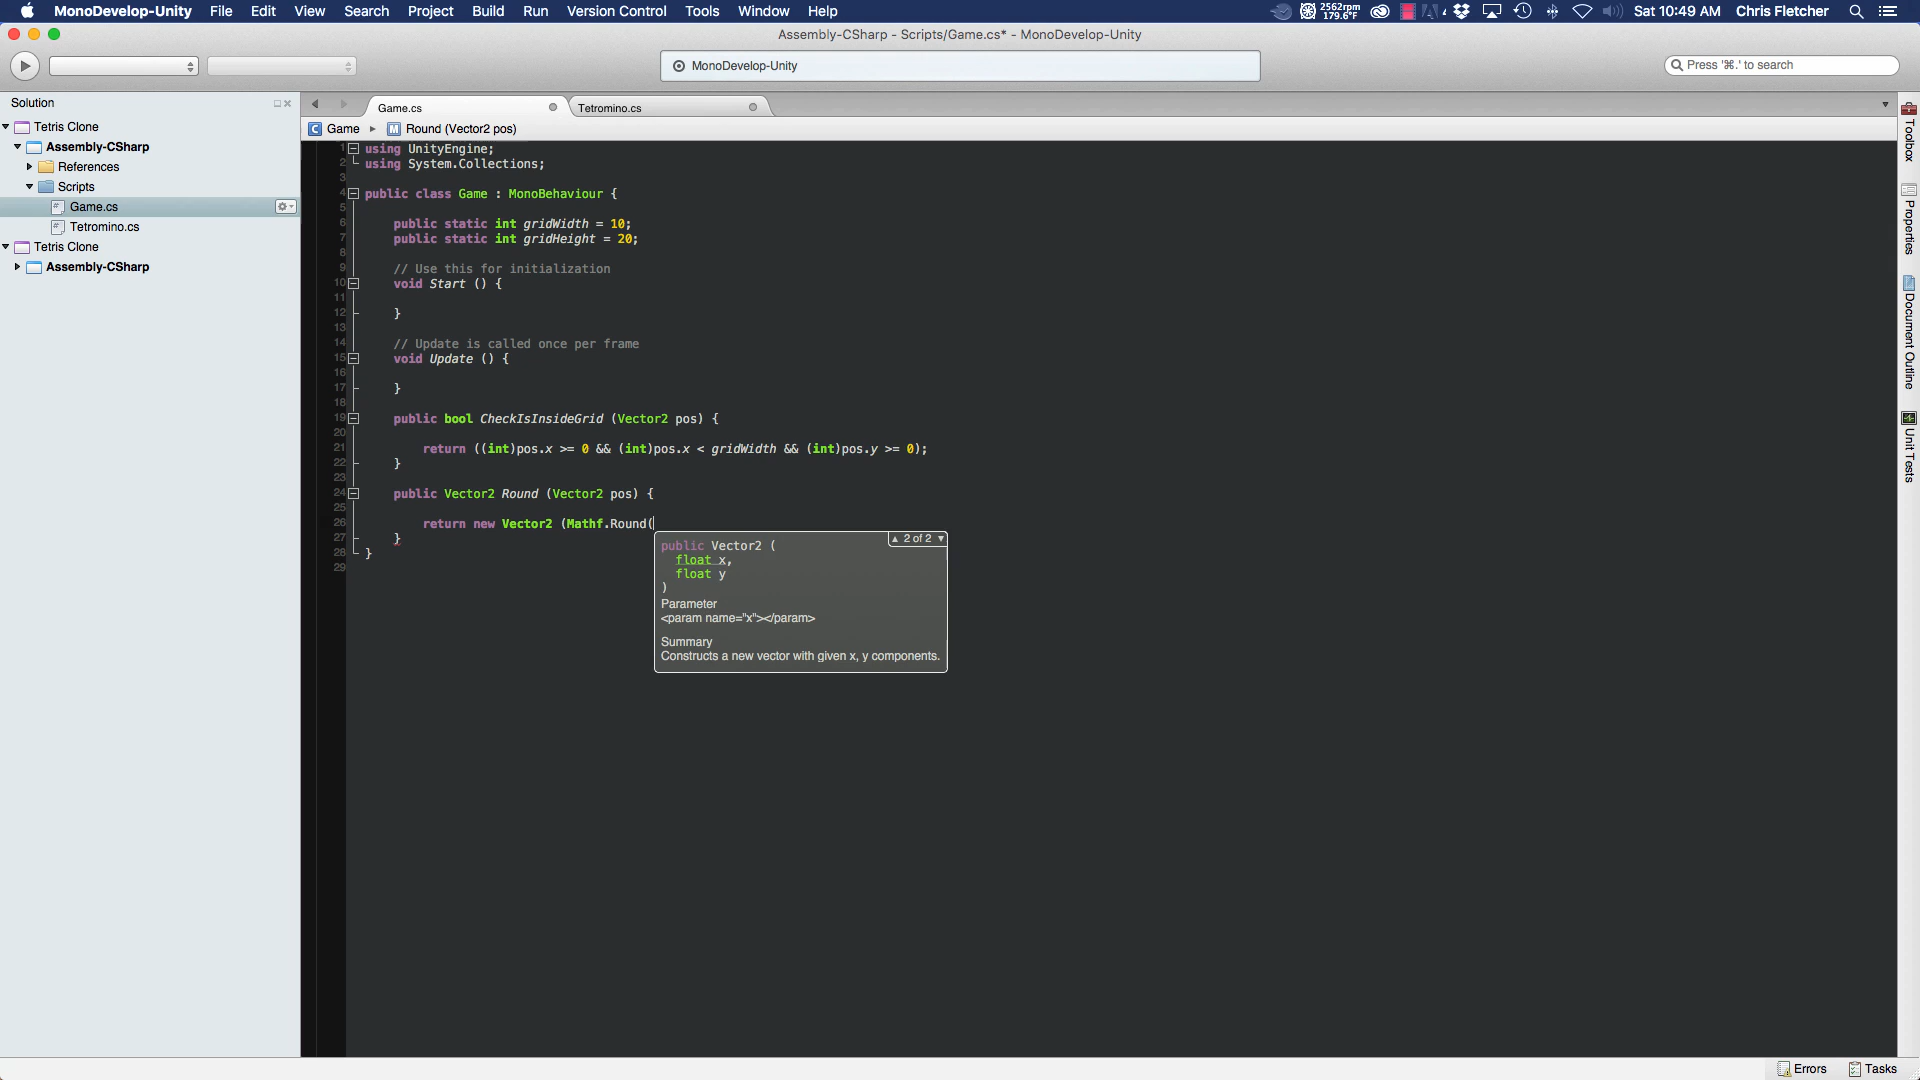 MonoDevelop-Unity File Edit View Search Project Build Run Version Control Tools Window Help 2562rpm 179.6°F Sat 10:49 AM Chris Fletcher
Assembly-CSharp - Scripts/Game.cs* - MonoDevelop-Unity
MonoDevelop-Unity
Press '⌘.' to search
Solution
Tetris Clone
Assembly-CSharp
References
Scripts
Game.cs
Tetromino.cs
Tetris Clone
Assembly-CSharp
Game.cs Tetromino.cs
C Game ▸ M Round (Vector2 pos)
1 using UnityEngine;
2 using System.Collections;
3
4 public class Game : MonoBehaviour {
5
6 public static int gridWidth = 10;
7 public static int gridHeight = 20;
8
9 // Use this for initialization
10 void Start () {
11
12 }
13
14 // Update is called once per frame
15 void Update () {
16
17 }
18
19 public bool CheckIsInsideGrid (Vector2 pos) {
20
21 return ((int)pos.x >= 0 && (int)pos.x < gridWidth && (int)pos.y >= 0);
22 }
23
24 public Vector2 Round (Vector2 pos) {
25
26 return new Vector2 (Mathf.Round(
27 }
28 }
29
▲ 2 of 2 ▼
public Vector2 (
float x,
float y
)
Parameter
<param name="x"></param>
Summary
Constructs a new vector with given x, y components.
Toolbox
Properties
Document Outline
Unit Tests
Errors Tasks